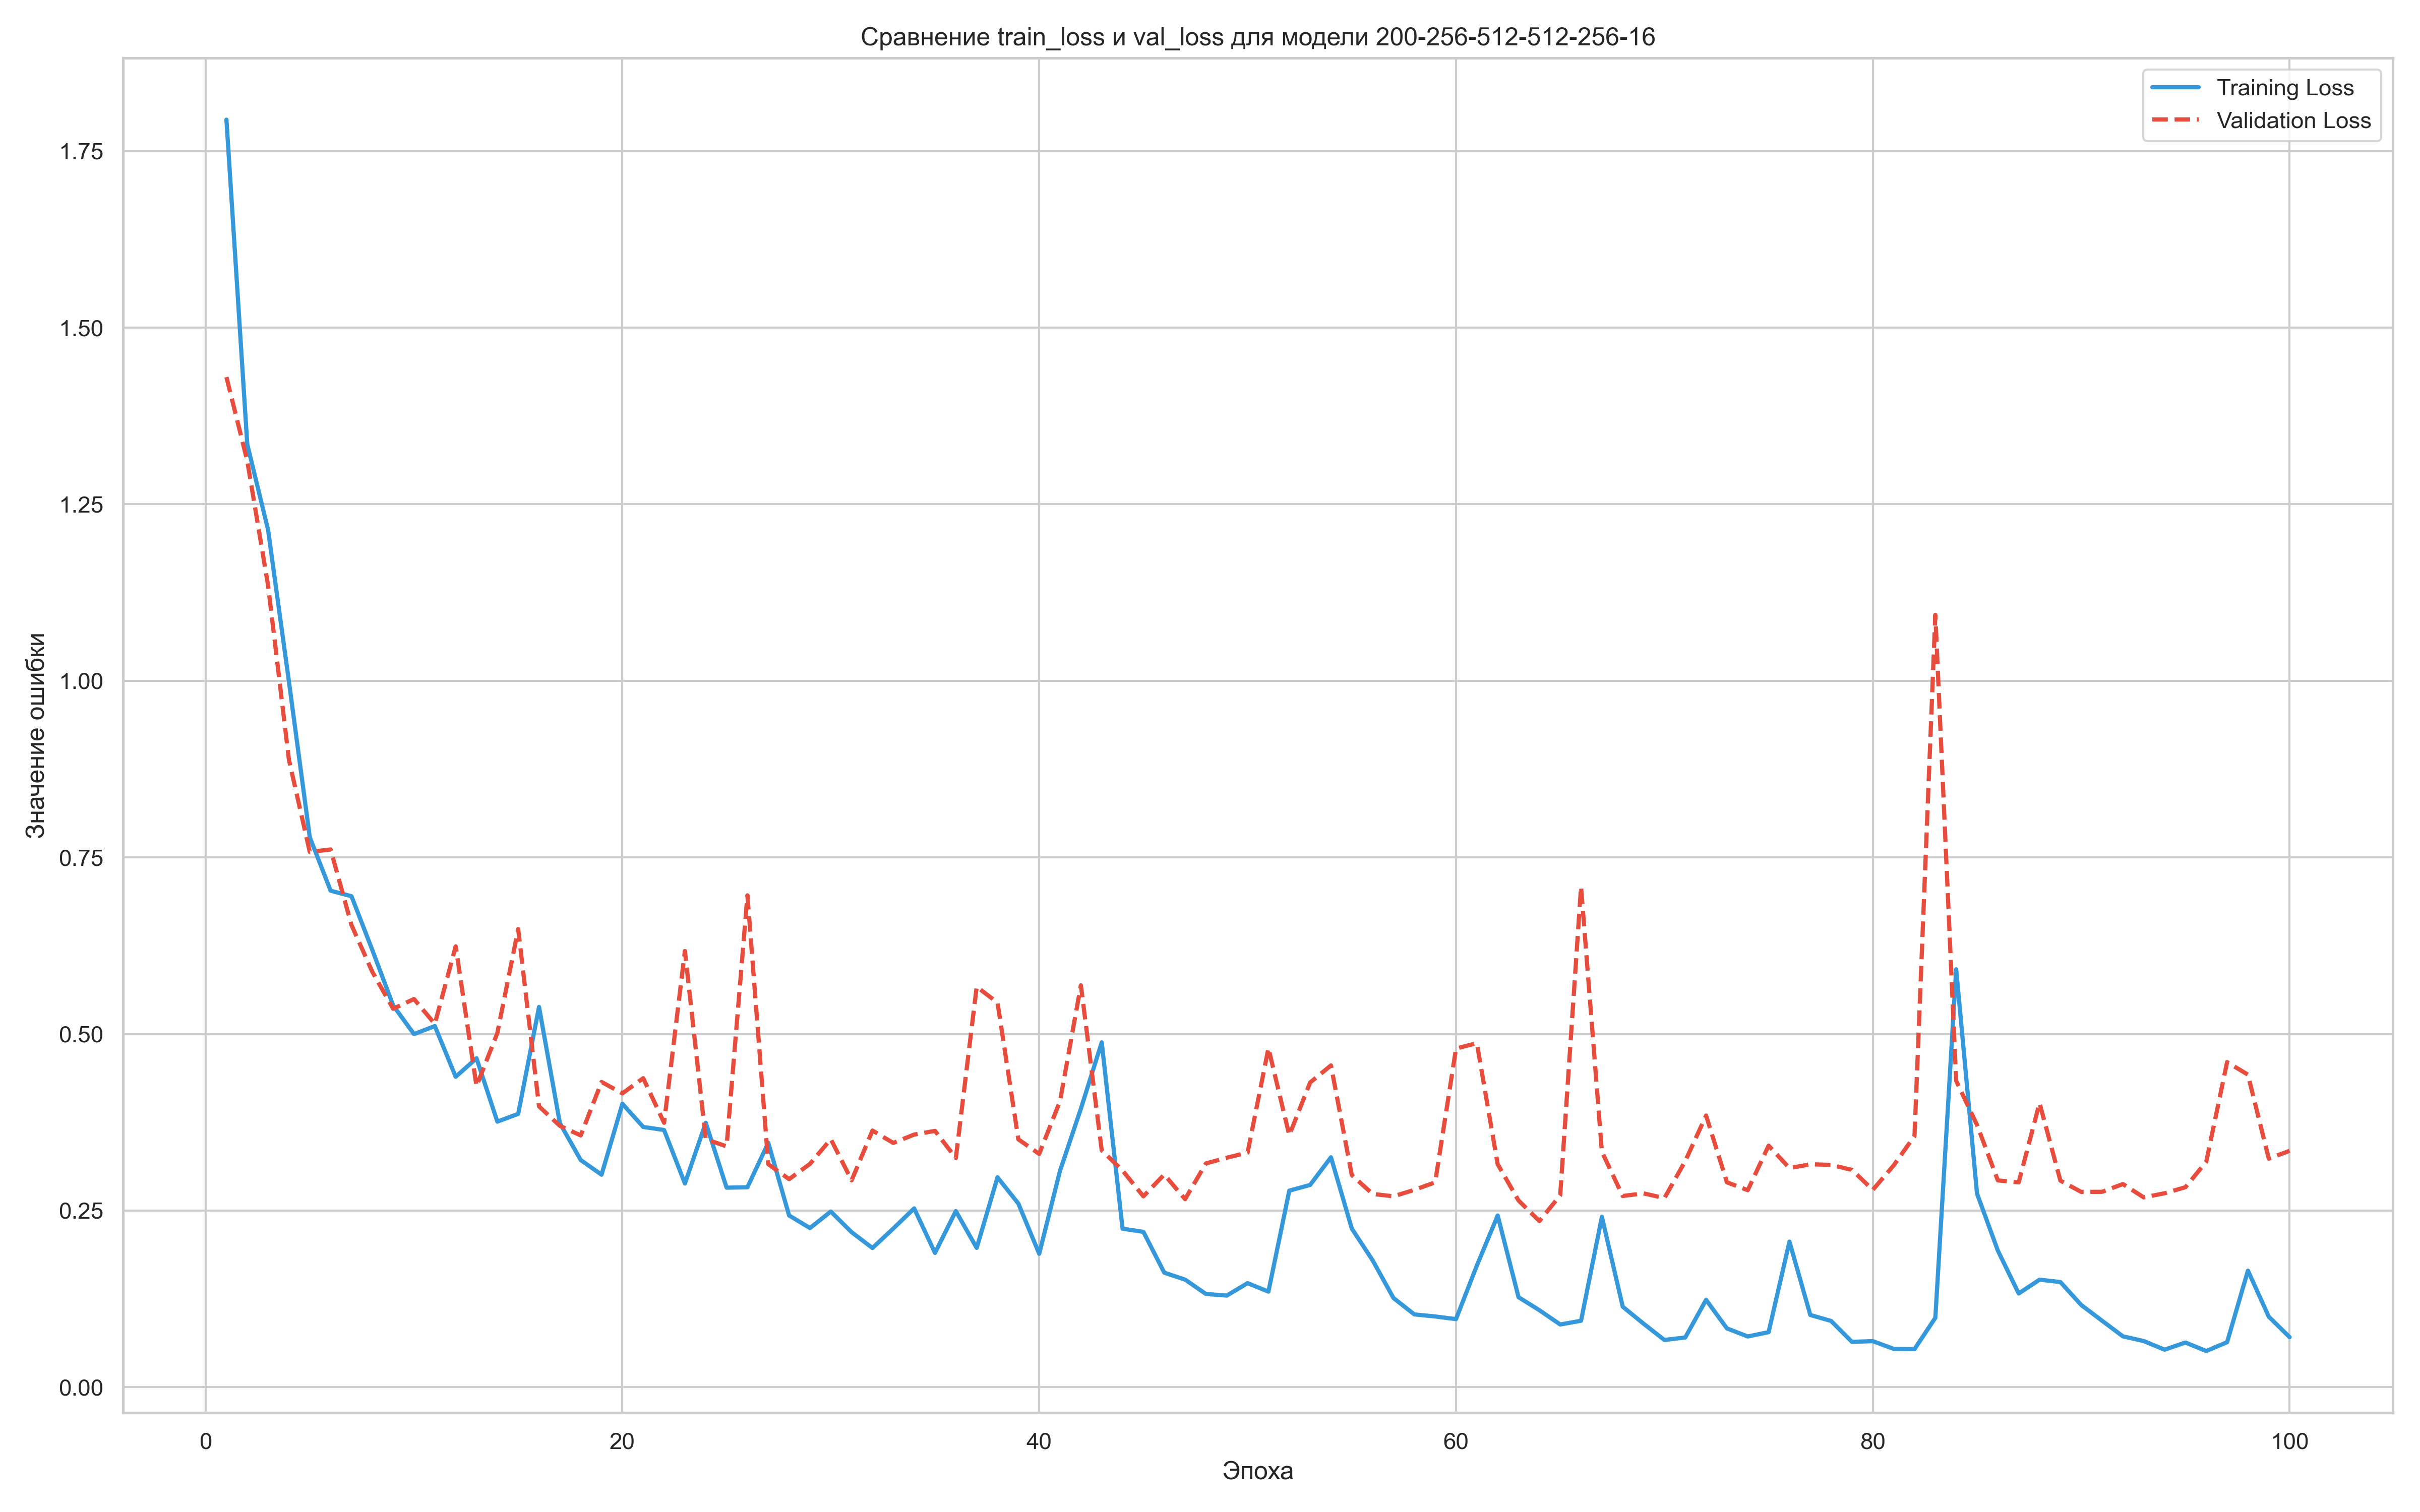 Сравнение train_loss и val_loss для модели 200-256-512-512-256-16
Training Loss
Validation Loss
Значение ошибки
1.75
1.50
1.25
1.00
0.75
0.50
0.25
0.00
0 20 40 60 80 100
Эпоха